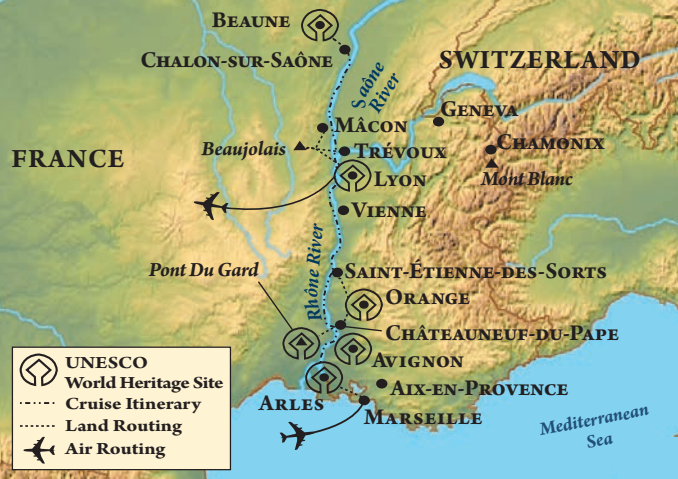 BEAUNE
CHALON-SUR-SAÔNE
SWITZERLAND
Saône
River
GENEVA
MÂCON
CHAMONIX
Beaujolais
TRÉVOUX
FRANCE
Mont Blanc
LYON
VIENNE
Rhône River
Pont Du Gard
SAINT-ÉTIENNE-DES-SORTS
ORANGE
CHÂTEAUNEUF-DU-PAPE
AVIGNON
AIX-EN-PROVENCE
ARLES
MARSEILLE
Mediterranean
Sea
UNESCO
World Heritage Site
Cruise Itinerary
Land Routing
Air Routing